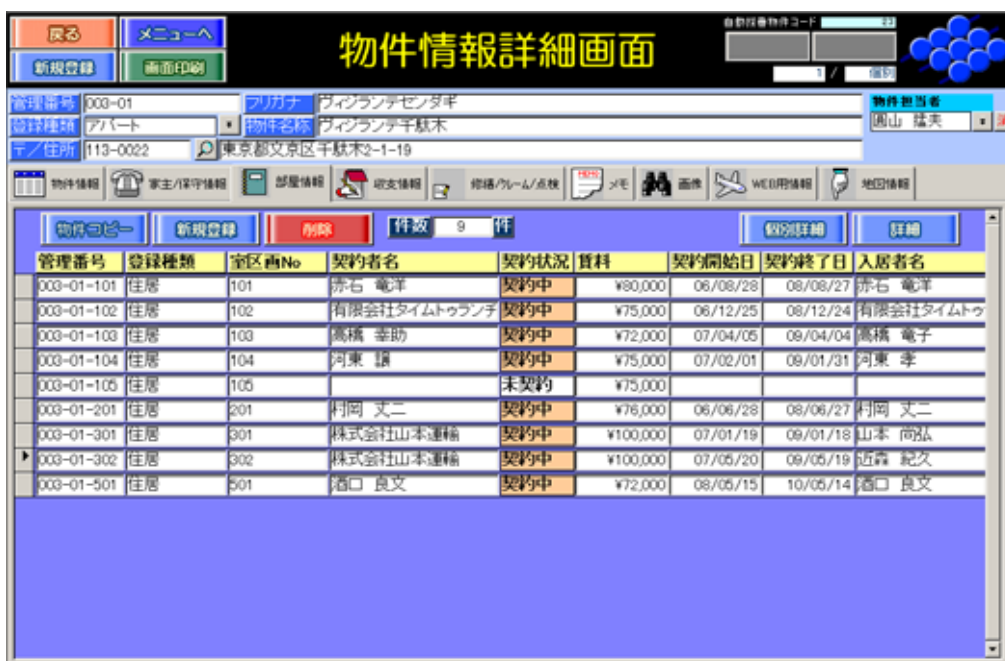 戻る メニューへ 物件情報詳細画面 自動採番物件コード 23
新規登録 画面印刷 1 / 個別
管理番号 003-01 フリガナ ヴィジランテセンダギ 物件担当者
登録種類 アパート 物件名称 ヴィジランテ千駄木 圓山 猛夫
〒/住所 113-0022 東京都文京区千駄木2-1-19
物件情報 家主/保守情報 部屋情報 収支情報 修繕/クレーム/点検 メモ 画像 WEB用情報 地図情報
物件コピー 新規登録 削除 件数 9 件 個別詳細 詳細
管理番号 登録種類 室区画No 契約者名 契約状況 賃料 契約開始日 契約終了日 入居者名
003-01-101 住居 101 赤石 竜洋 契約中 ¥80,000 06/08/28 08/08/27 赤石 竜洋
003-01-102 住居 102 有限会社タイムトゥランチ 契約中 ¥75,000 06/12/25 08/12/24 有限会社タイムトゥ
003-01-103 住居 103 高橋 幸助 契約中 ¥72,000 07/04/05 09/04/04 高橋 竜子
003-01-104 住居 104 河東 譲 契約中 ¥75,000 07/02/01 09/01/31 河東 孝
003-01-105 住居 105 未契約 ¥75,000
003-01-201 住居 201 村岡 丈二 契約中 ¥76,000 06/06/28 08/06/27 村岡 丈二
003-01-301 住居 301 株式会社山本運輸 契約中 ¥100,000 07/01/19 09/01/18 山本 尚弘
003-01-302 住居 302 株式会社山本運輸 契約中 ¥100,000 07/05/20 09/05/19 近森 紀久
003-01-501 住居 501 酒口 良文 契約中 ¥72,000 08/05/15 10/05/14 酒口 良文